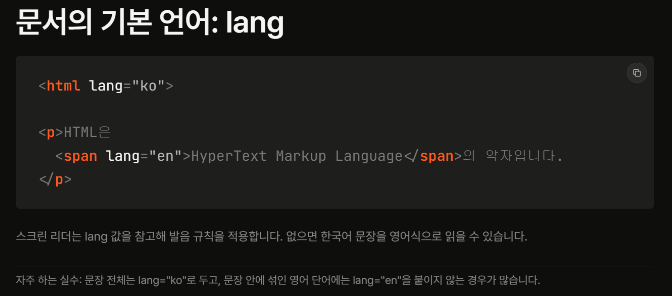 문서의 기본 언어: lang
<html lang="ko">
<p>HTML은
<span lang="en">HyperText Markup Language</span>의 약자입니다.
</p>
스크린 리더는 lang 값을 참고해 발음 규칙을 적용합니다. 없으면 한국어 문장을 영어식으로 읽을 수 있습니다.
자주 하는 실수: 문장 전체는 lang="ko"로 두고, 문장 안에 섞인 영어 단어에는 lang="en"을 붙이지 않는 경우가 많습니다.